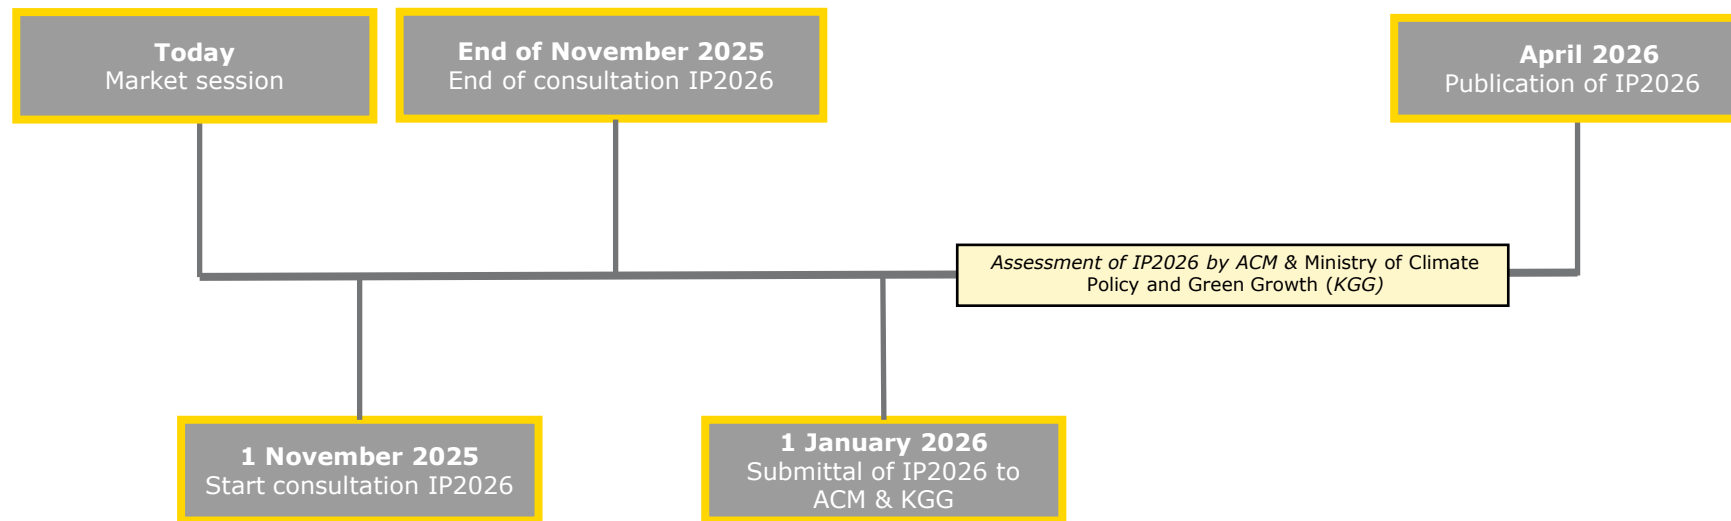 Today
Market session
End of November 2025
End of consultation IP2026
April 2026
Publication of IP2026
Assessment of IP2026 by ACM & Ministry of Climate
Policy and Green Growth (KGG)
1 November 2025
Start consultation IP2026
1 January 2026
Submittal of IP2026 to
ACM & KGG